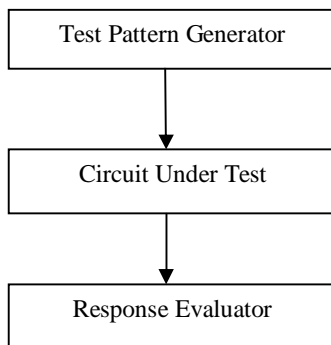 Test Pattern Generator
Circuit Under Test
Response Evaluator